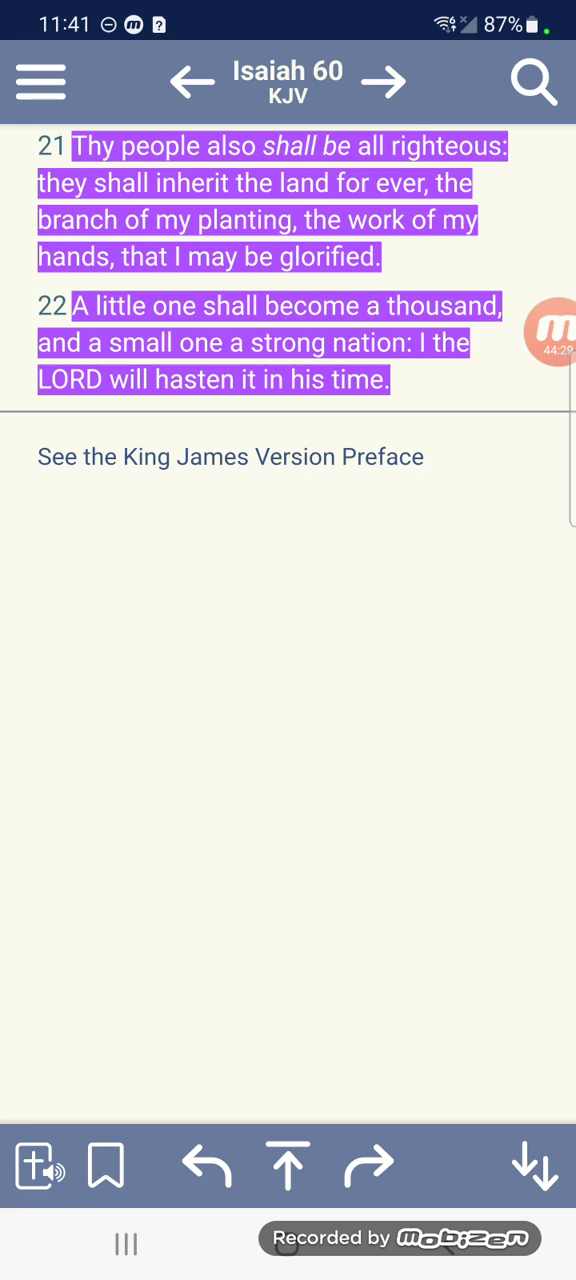 11:41 87%
Isaiah 60
KJV
21 Thy people also shall be all righteous:
they shall inherit the land for ever, the
branch of my planting, the work of my
hands, that I may be glorified.
22 A little one shall become a thousand,
and a small one a strong nation: I the
LORD will hasten it in his time.
44:29
See the King James Version Preface
Recorded by mobizen